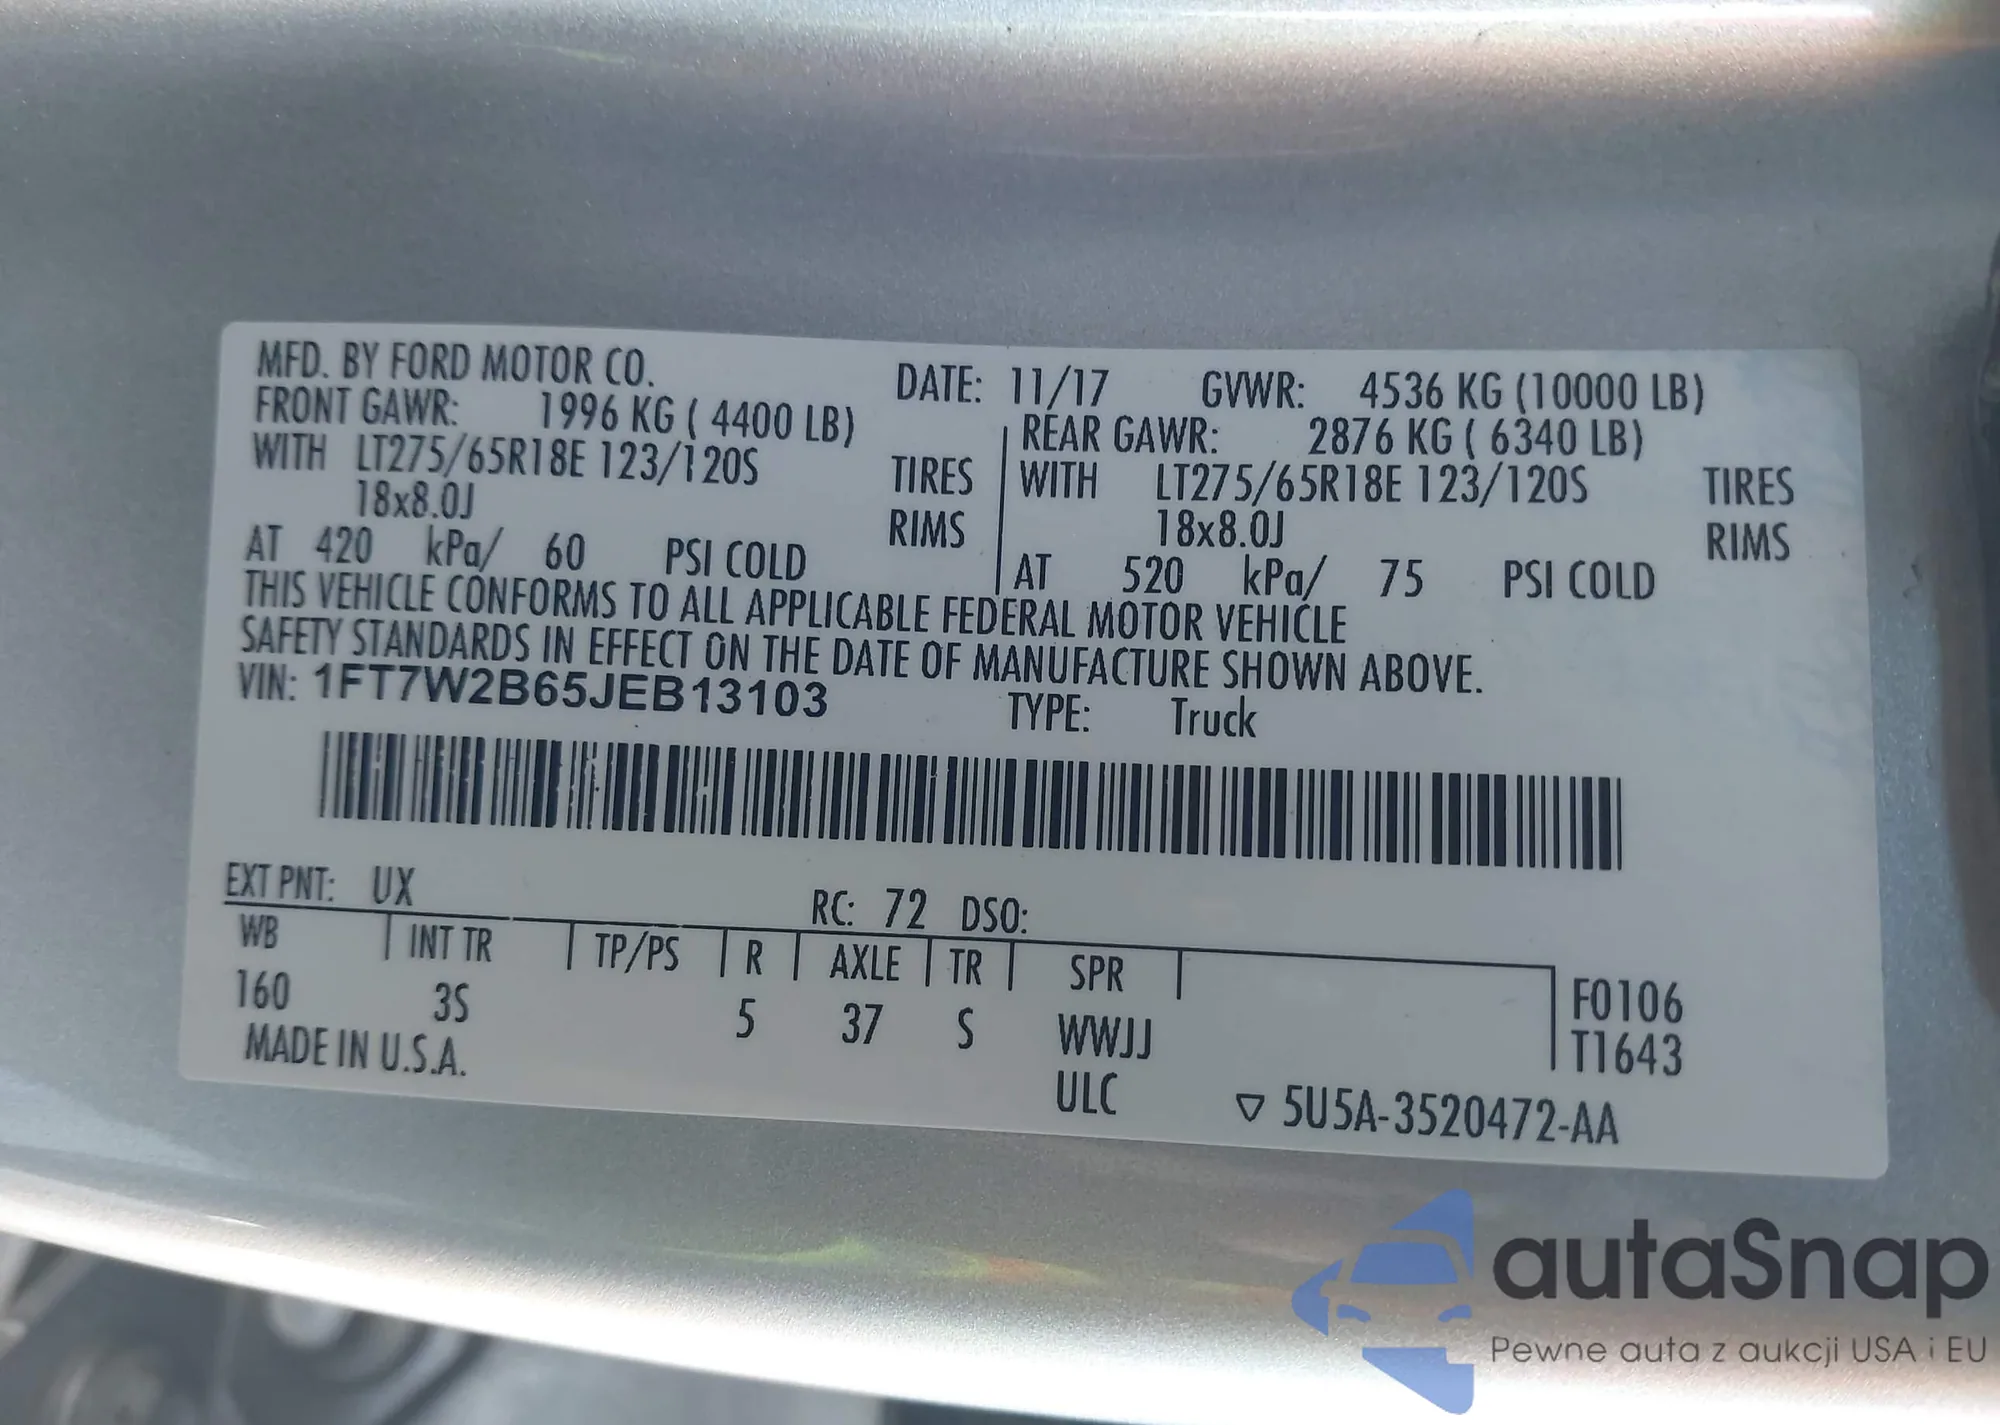 MFD. BY FORD MOTOR CO.
DATE: 11/17 GVWR: 4536 KG (10000 LB)
FRONT GAWR: 1996 KG ( 4400 LB)
WITH LT275/65R18E 123/120S TIRES
18x8.0J RIMS
AT 420 kPa/ 60 PSI COLD
REAR GAWR: 2876 KG ( 6340 LB)
WITH LT275/65R18E 123/120S TIRES
18x8.0J RIMS
AT 520 kPa/ 75 PSI COLD
THIS VEHICLE CONFORMS TO ALL APPLICABLE FEDERAL MOTOR VEHICLE
SAFETY STANDARDS IN EFFECT ON THE DATE OF MANUFACTURE SHOWN ABOVE.
VIN: 1FT7W2B65JEB13103 TYPE: Truck
EXT PNT: UX RC: 72 DSO:
WB INT TR TP/PS R AXLE TR SPR
160 3S 5 37 S WWJJ
ULC
F0106
T1643
MADE IN U.S.A.
▽ 5U5A-3520472-AA
autaSnap
Pewne auta z aukcji USA i EU